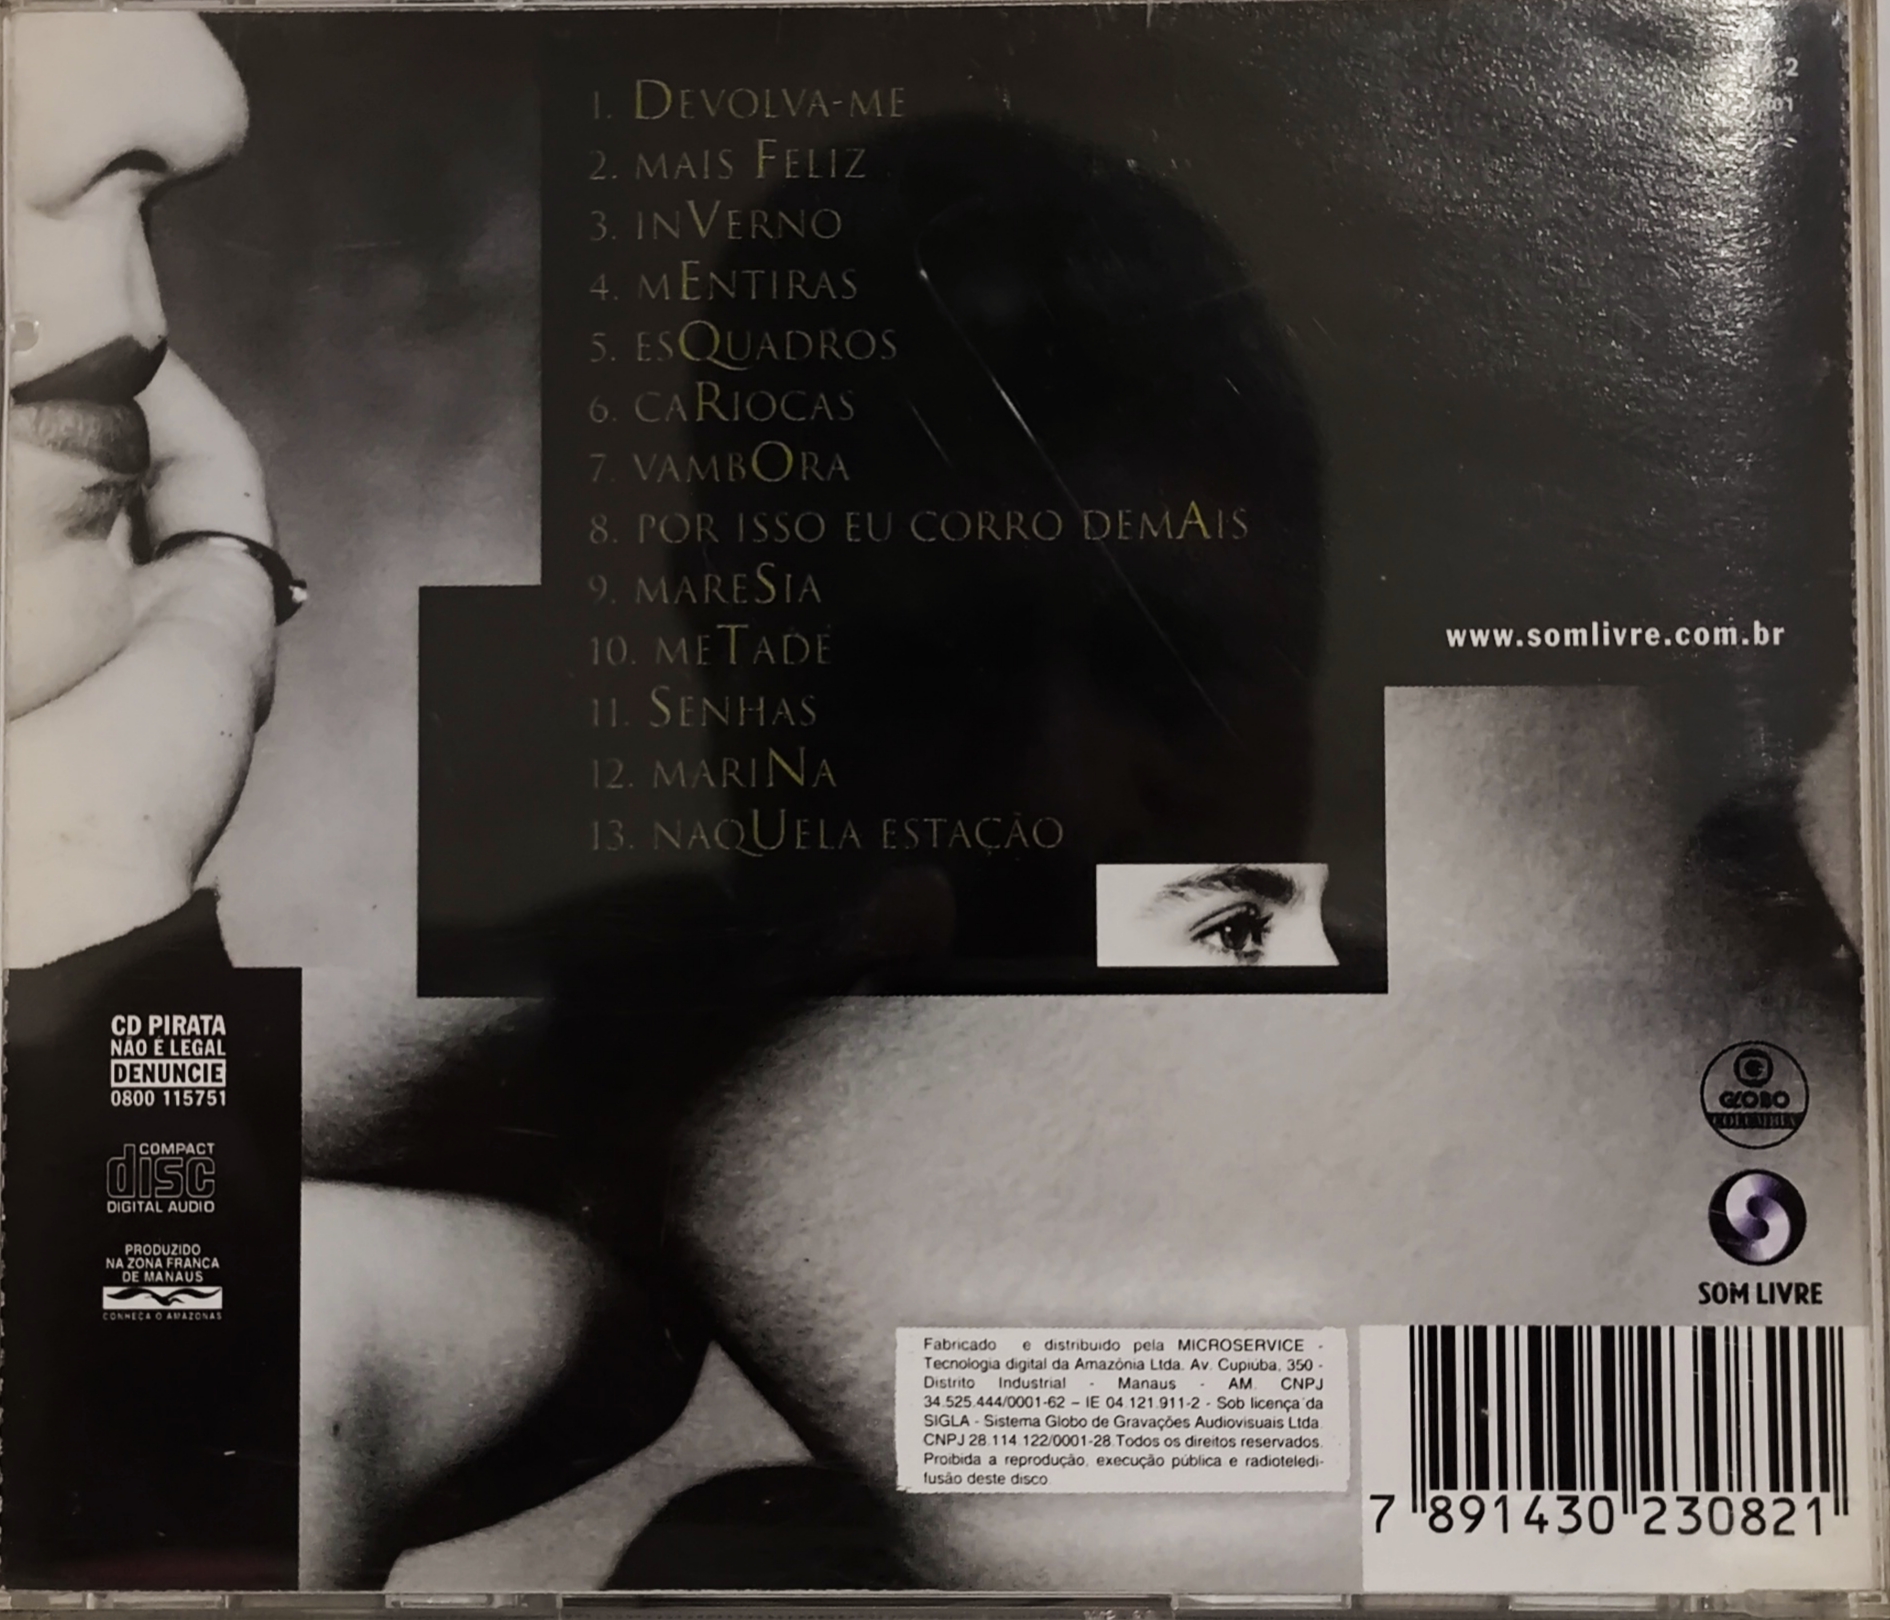 1. DEVOLVA-ME
2. MAIS FELIZ
3. INVERNO
4. MENTIRAS
5. ESQUADROS
6. CARIOCAS
7. VAMBORA
8. POR ISSO EU CORRO DEMAIS
9. MARESIA
10. METADE
11. SENHAS
12. MARINA
13. NAQUELA ESTAÇÃO
www.somlivre.com.br
CD PIRATA
NÃO É LEGAL
DENUNCIE
0800 115751
COMPACT
disc
DIGITAL AUDIO
PRODUZIDO
NA ZONA FRANCA
DE MANAUS
CONHEÇA O AMAZONAS
GLOBO
COLUMBIA
SOM LIVRE
Fabricado e distribuido pela MICROSERVICE -
Tecnologia digital da Amazônia Ltda. Av. Cupiúba, 350 -
Distrito Industrial - Manaus - AM. CNPJ
34.525.444/0001-62 – IE 04.121.911-2 - Sob licença da
SIGLA - Sistema Globo de Gravações Audiovisuais Ltda.
CNPJ 28.114.122/0001-28.Todos os direitos reservados.
Proibida a reprodução, execução pública e radioteledi-
fusão deste disco.
7 891430 230821